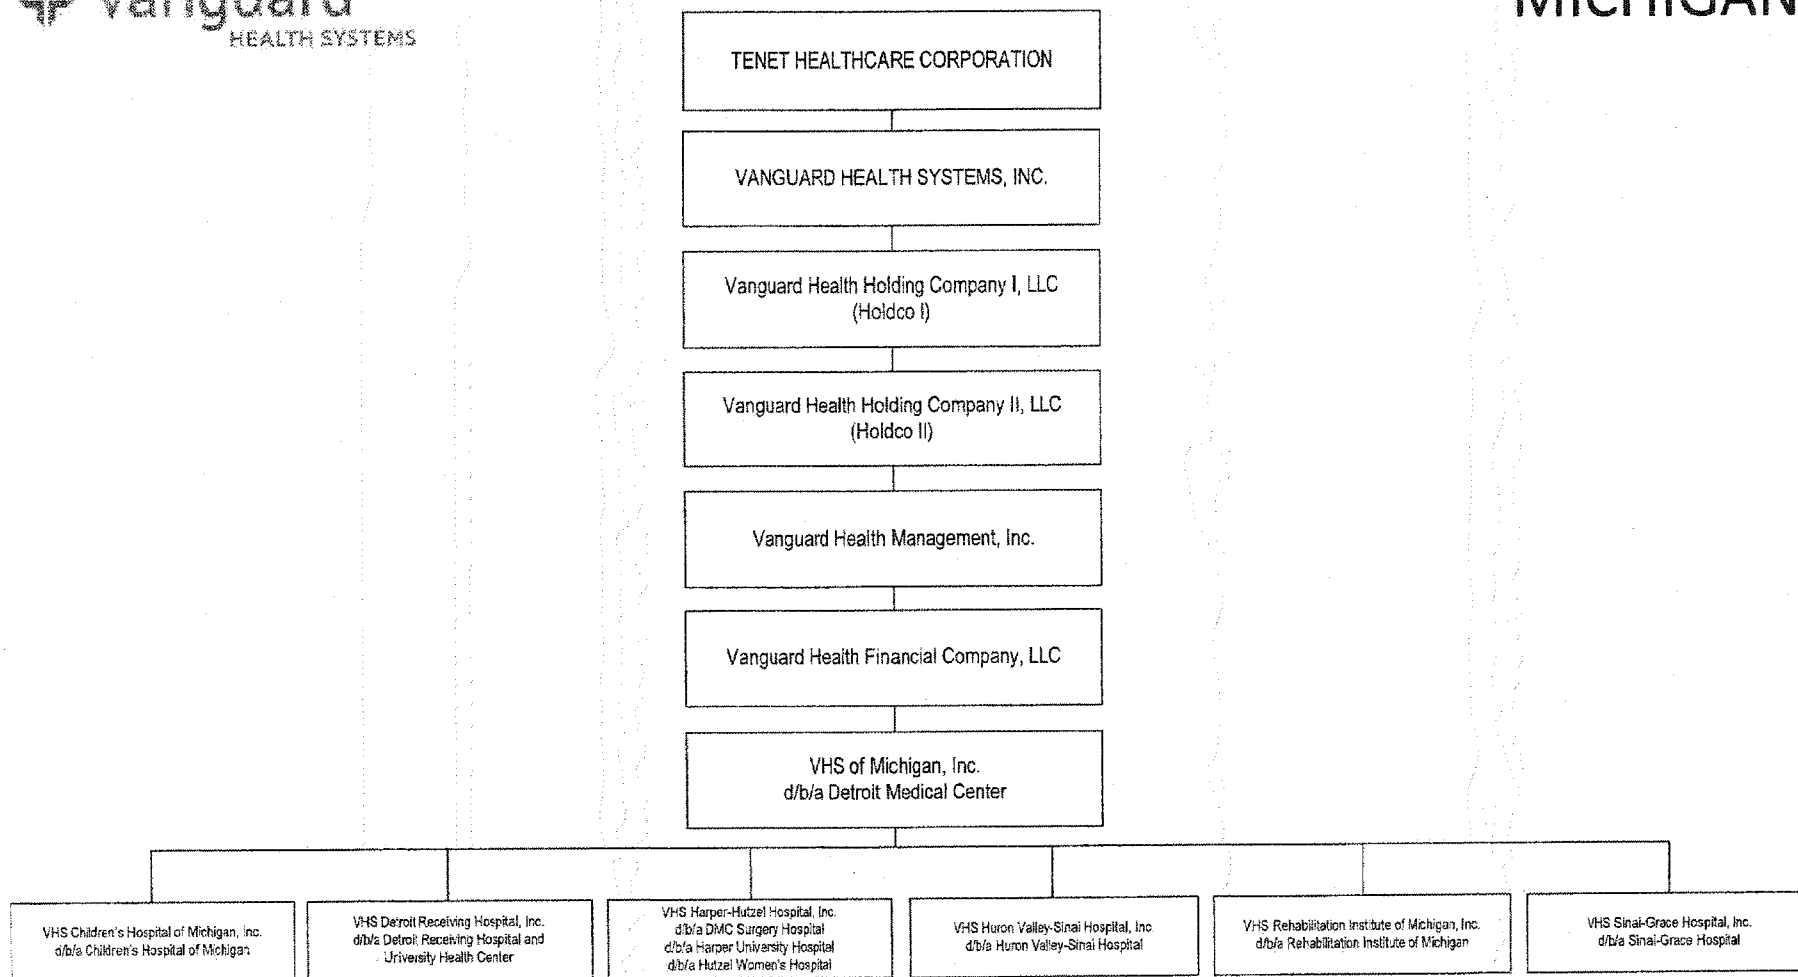 vanguard
HEALTH SYSTEMS
MICHIGAN
TENET HEALTHCARE CORPORATION
VANGUARD HEALTH SYSTEMS, INC.
Vanguard Health Holding Company I, LLC
(Holdco I)
Vanguard Health Holding Company II, LLC
(Holdco II)
Vanguard Health Management, Inc.
Vanguard Health Financial Company, LLC
VHS of Michigan, Inc.
d/b/a Detroit Medical Center
VHS Children's Hospital of Michigan, Inc.
d/b/a Children's Hospital of Michigan
VHS Detroit Receiving Hospital, Inc.
d/b/a Detroit Receiving Hospital and
University Health Center
VHS Harper-Hutzel Hospital, Inc.
d/b/a DMC Surgery Hospital
d/b/a Harper University Hospital
d/b/a Hutzel Women's Hospital
VHS Huron Valley-Sinai Hospital, Inc
d/b/a Huron Valley-Sinai Hospital
VHS Rehabilitation Institute of Michigan, Inc.
d/b/a Rehabilitation Institute of Michigan
VHS Sinai-Grace Hospital, Inc.
d/b/a Sinai-Grace Hospital